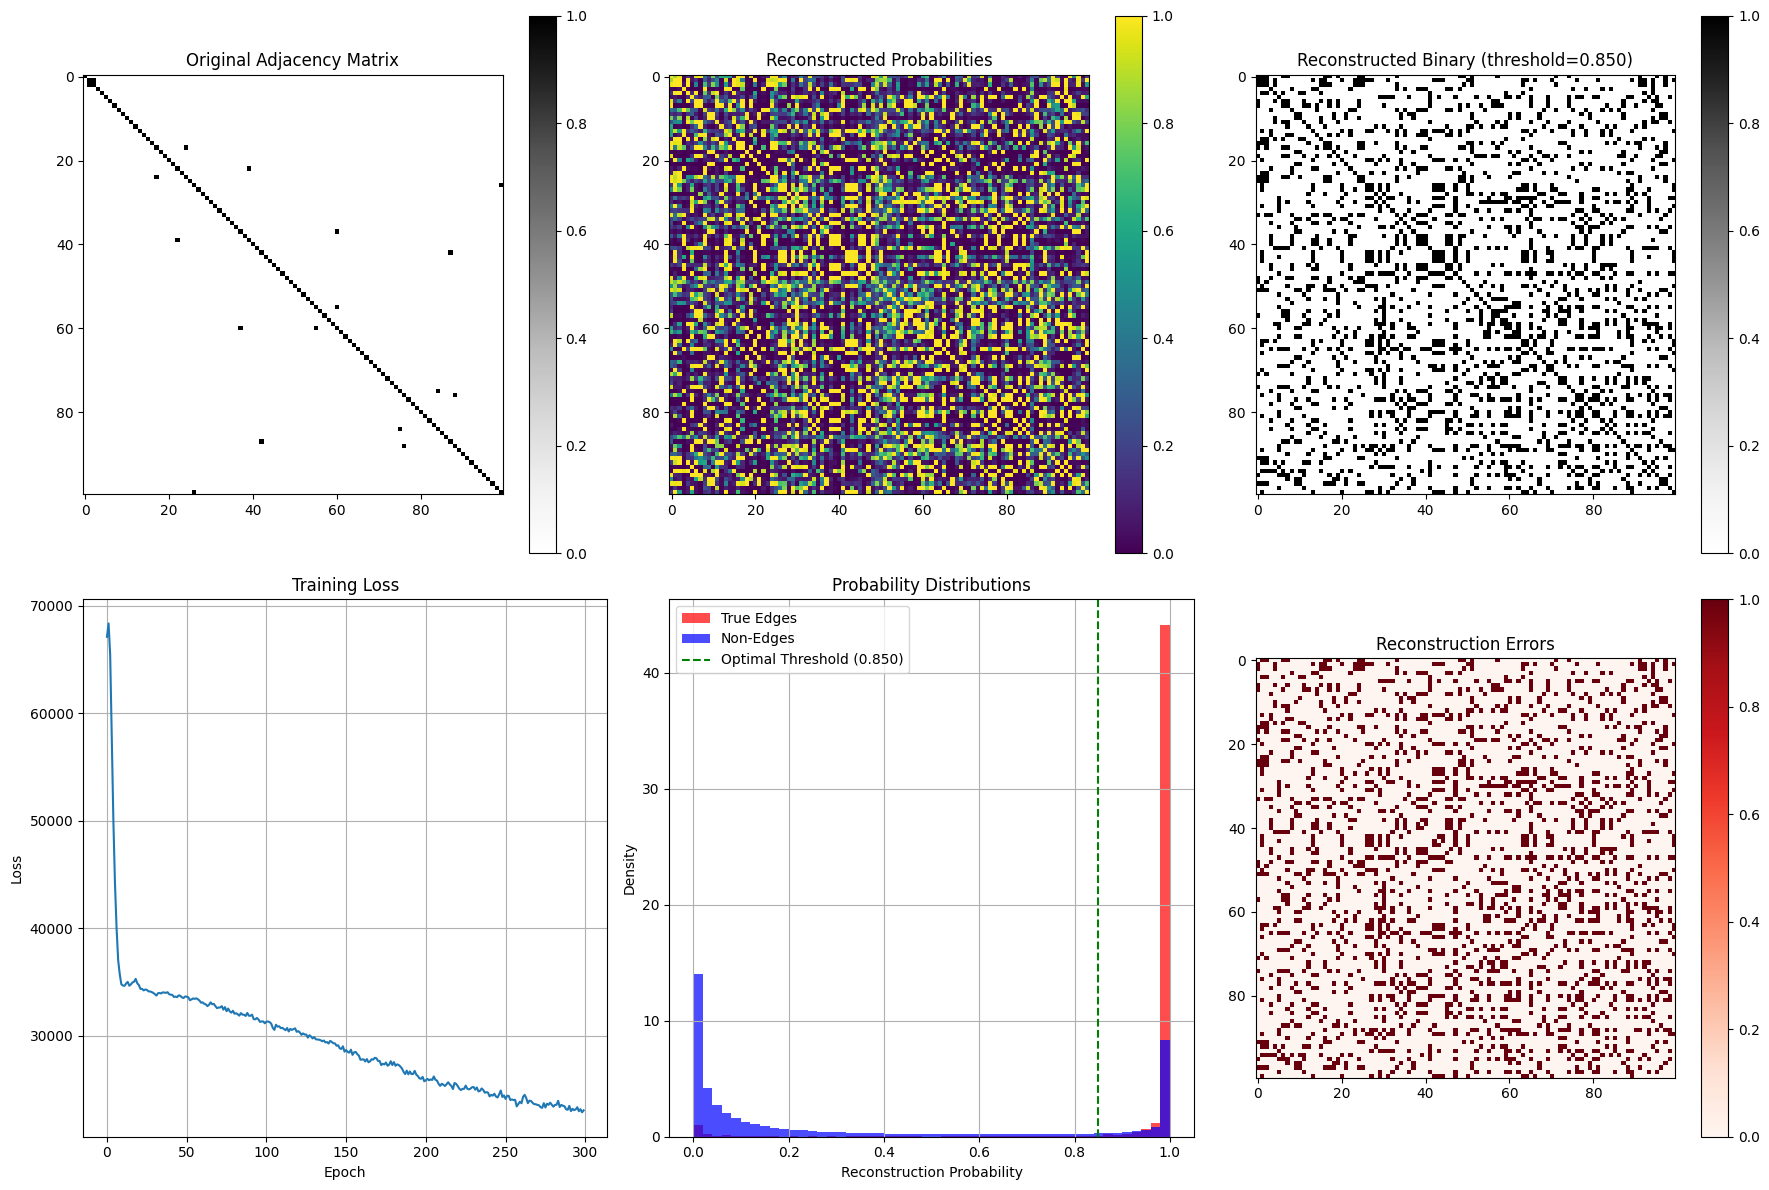 Original Adjacency Matrix
0
20
40
60
80
0 20 40 60 80
1.0
0.8
0.6
0.4
0.2
0.0
Reconstructed Probabilities
0
20
40
60
80
0 20 40 60 80
1.0
0.8
0.6
0.4
0.2
0.0
Reconstructed Binary (threshold=0.850)
0
20
40
60
80
0 20 40 60 80
1.0
0.8
0.6
0.4
0.2
0.0
Training Loss
Loss
70000
60000
50000
40000
30000
0 50 100 150 200 250 300
Epoch
Probability Distributions
True Edges
Non-Edges
Optimal Threshold (0.850)
Density
40
30
20
10
0
0.0 0.2 0.4 0.6 0.8 1.0
Reconstruction Probability
Reconstruction Errors
0
20
40
60
80
0 20 40 60 80
1.0
0.8
0.6
0.4
0.2
0.0